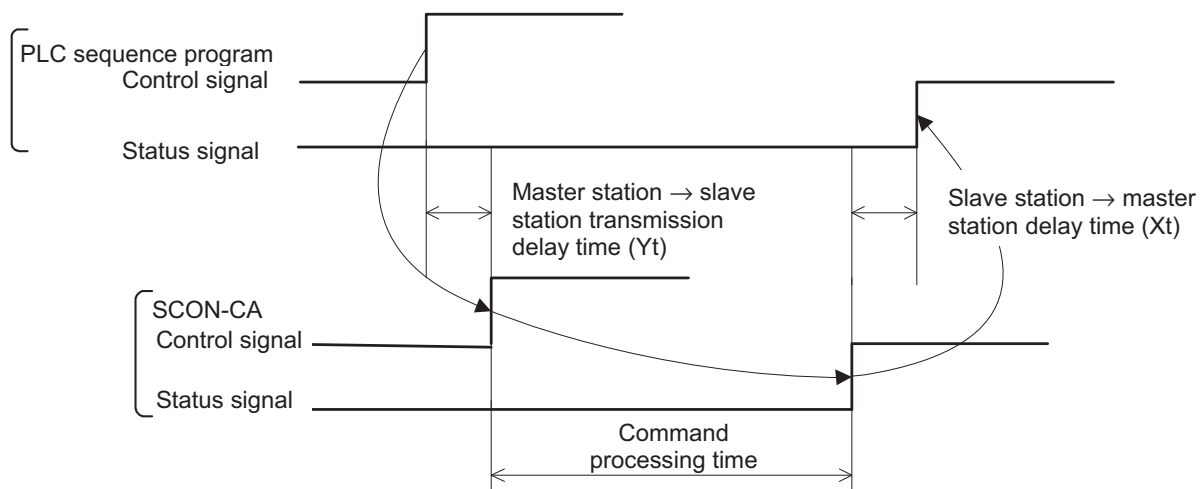 PLC sequence program
Control signal
Status signal
Master station → slave
station transmission
delay time (Yt)
Slave station → master
station delay time (Xt)
SCON-CA
Control signal
Status signal
Command
processing time